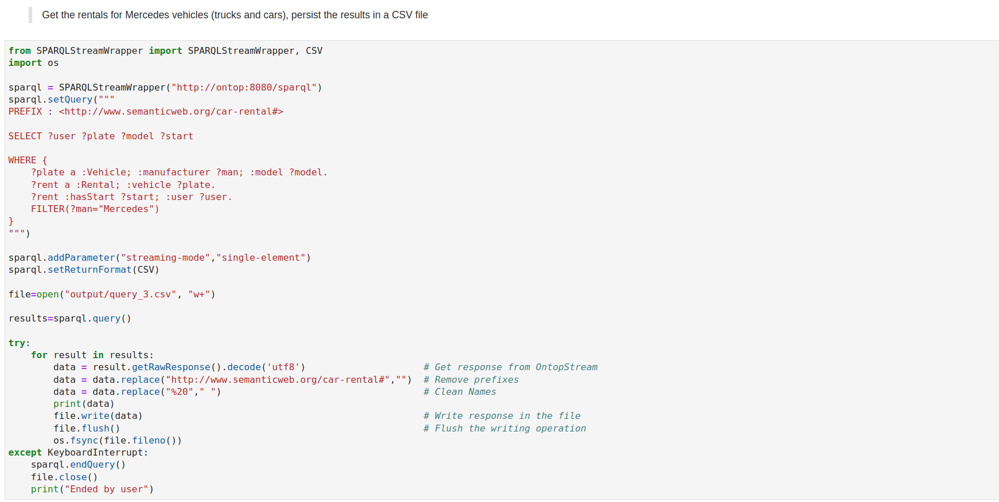 Get the rentals for Mercedes vehicles (trucks and cars), persist the results in a CSV file
from SPARQLStreamWrapper import SPARQLStreamWrapper, CSV
import os
sparql = SPARQLStreamWrapper("http://ontop:8080/sparql")
sparql.setQuery("""
PREFIX : <http://www.semanticweb.org/car-rental#>
SELECT ?user ?plate ?model ?start
WHERE {
    ?plate a :Vehicle; :manufacturer ?man; :model ?model.
    ?rent a :Rental; :vehicle ?plate.
    ?rent :hasStart ?start; :user ?user.
    FILTER(?man="Mercedes")
}
""")
sparql.addParameter("streaming-mode","single-element")
sparql.setReturnFormat(CSV)
file=open("output/query_3.csv", "w+")
results=sparql.query()
try:
    for result in results:
        data = result.getRawResponse().decode('utf8')                     # Get response from OntopStream
        data = data.replace("http://www.semanticweb.org/car-rental#","")  # Remove prefixes
        data = data.replace("%20"," ")                                    # Clean Names
        print(data)
        file.write(data)                                                  # Write response in the file
        file.flush()                                                      # Flush the writing operation
        os.fsync(file.fileno())
except KeyboardInterrupt:
    sparql.endQuery()
    file.close()
    print("Ended by user")